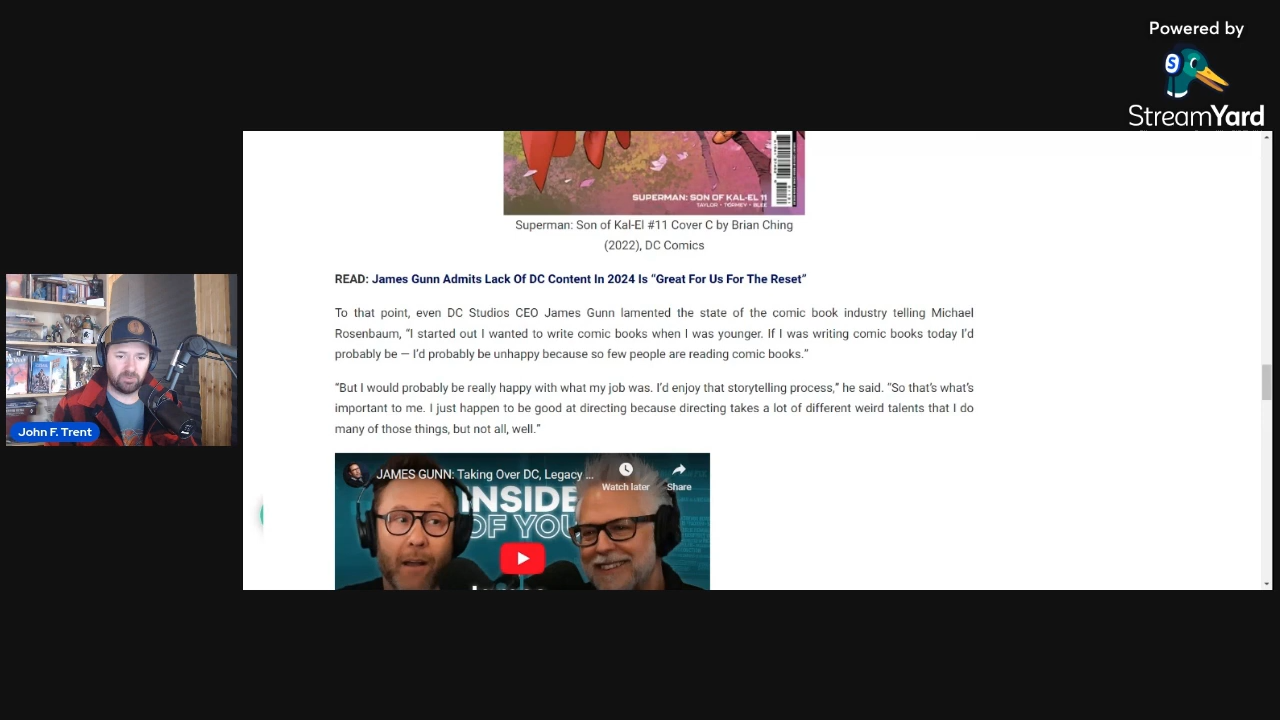 Powered by
S
StreamYard
SUPERMAN: SON OF KAL-EL 11
TAYLOR • TORMEY • BLEE
Superman: Son of Kal-El #11 Cover C by Brian Ching
(2022), DC Comics
READ: James Gunn Admits Lack Of DC Content In 2024 Is “Great For Us For The Reset”
To that point, even DC Studios CEO James Gunn lamented the state of the comic book industry telling Michael
Rosenbaum, “I started out I wanted to write comic books when I was younger. If I was writing comic books today I’d
probably be — I’d probably be unhappy because so few people are reading comic books.”
“But I would probably be really happy with what my job was. I’d enjoy that storytelling process,” he said. “So that’s what’s
important to me. I just happen to be good at directing because directing takes a lot of different weird talents that I do
many of those things, but not all, well.”
John F. Trent
JAMES GUNN: Taking Over DC, Legacy ...
Watch later
Share
INSIDE
OF YOU